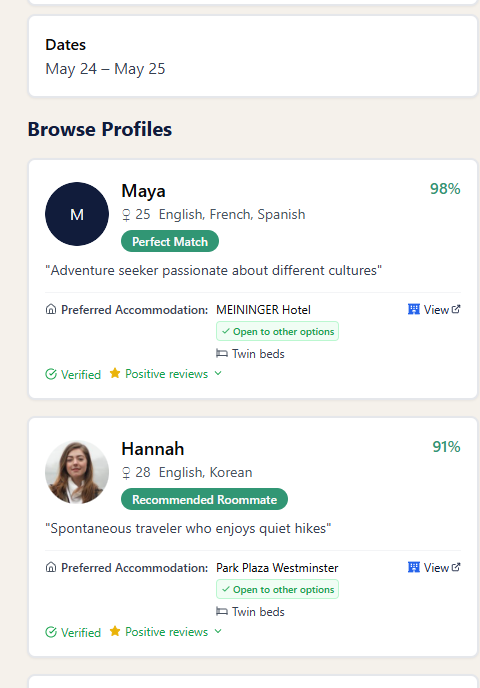 Dates
May 24 – May 25
Browse Profiles
M
Maya
98%
♀ 25 English, French, Spanish
Perfect Match
"Adventure seeker passionate about different cultures"
Preferred Accommodation: MEININGER Hotel View
Open to other options
Twin beds
Verified Positive reviews
Hannah
91%
♀ 28 English, Korean
Recommended Roommate
"Spontaneous traveler who enjoys quiet hikes"
Preferred Accommodation: Park Plaza Westminster View
Open to other options
Twin beds
Verified Positive reviews